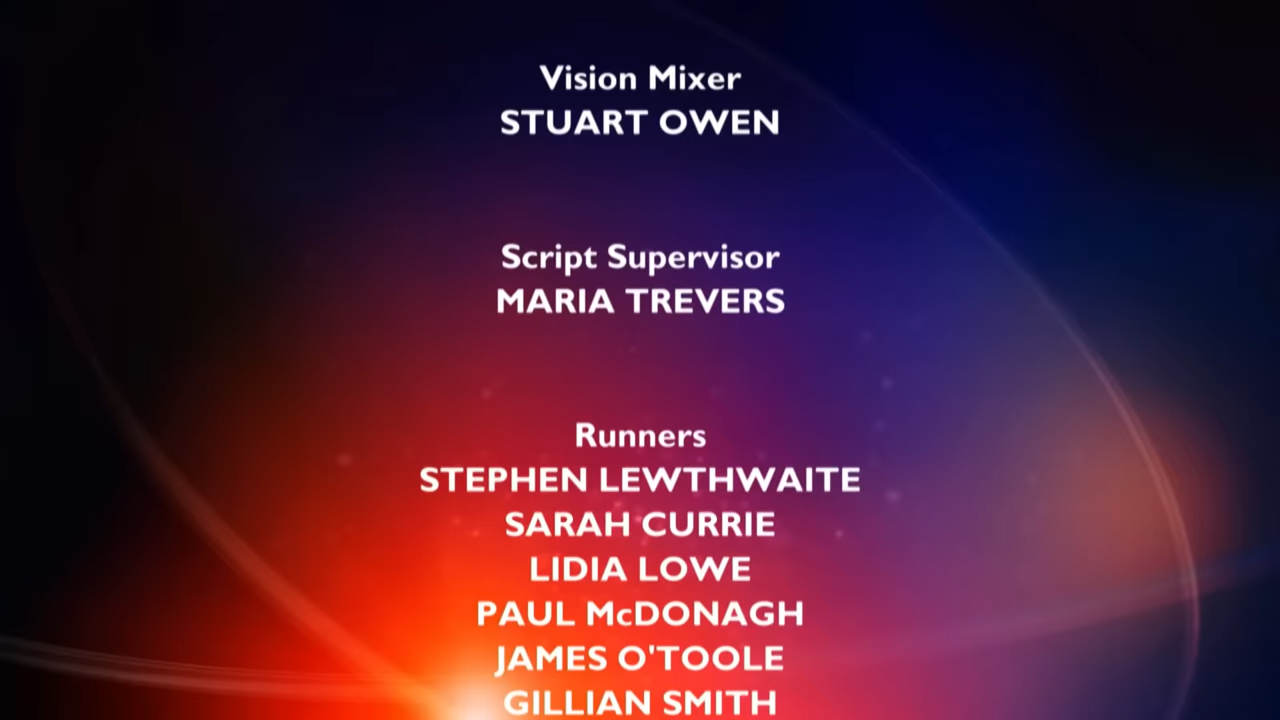 Vision Mixer
STUART OWEN
Script Supervisor
MARIA TREVERS
Runners
STEPHEN LEWTHWAITE
SARAH CURRIE
LIDIA LOWE
PAUL McDONAGH
JAMES O'TOOLE
GILLIAN SMITH